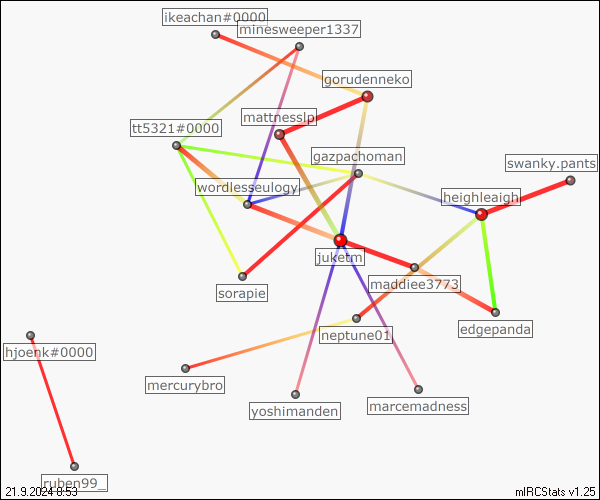 ikeachan#0000
minesweeper1337
gorudenneko
mattnesslp
tt5321#0000
gazpachoman
swanky.pants
wordlesseulogy
heighleaigh
juketm
maddiee3773
sorapie
edgepanda
neptune01
hjoenk#0000
mercurybro
yoshimanden
marcemadness
ruben99_
21.9.2024 8:53
mIRCStats v1.25